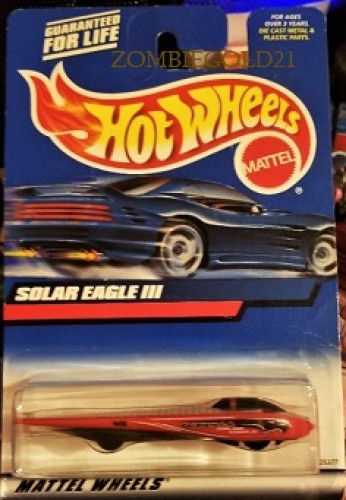 GUARANTEED
FOR LIFE
ZOMBIEGOLD21
FOR AGES
OVER 3 YEARS.
DIE CAST METAL &
PLASTIC PARTS.
HOT WHEELS
MATTEL
®
SOLAR EAGLE III
MATTEL WHEELS